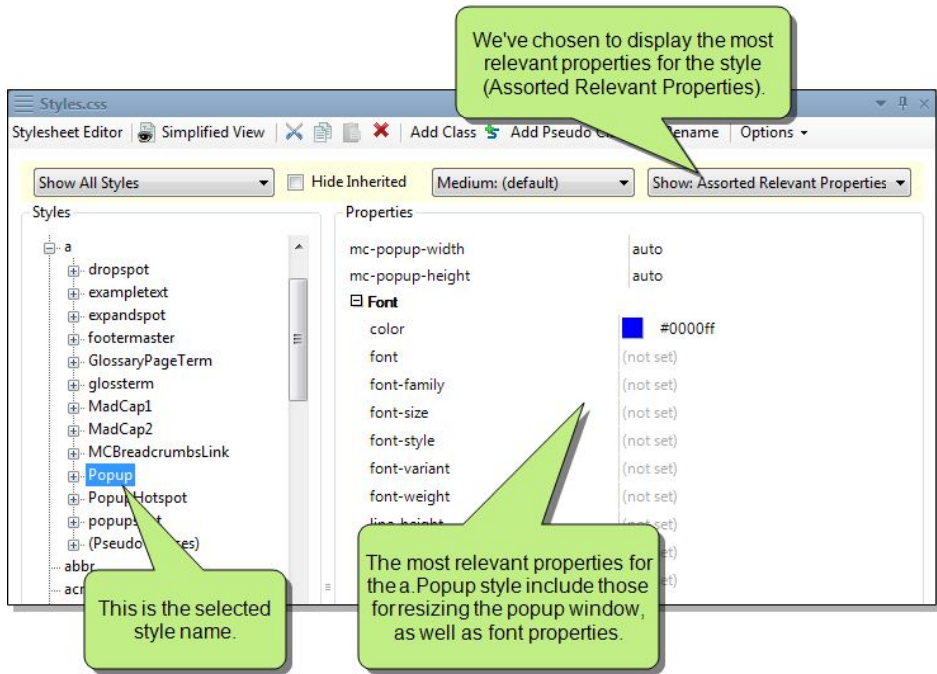 We've chosen to display the most
relevant properties for the style
(Assorted Relevant Properties).
Styles.css
Stylesheet Editor Simplified View Add Class Add Pseudo Rename Options
Show All Styles Hide Inherited Medium: (default) Show: Assorted Relevant Properties
Styles Properties
a
dropspot
exampletext
expandspot
footermaster
GlossaryPageTerm
glossterm
MadCap1
MadCap2
MCBreadcrumbsLink
Popup
PopupHotspot
(Pseudo
abbr
mc-popup-width auto
mc-popup-height auto
Font
color #0000ff
font (not set)
font-family (not set)
font-size (not set)
font-style (not set)
font-variant (not set)
font-weight (not set)
This is the selected
style name.
The most relevant properties for
the a.Popup style include those
for resizing the popup window,
as well as font properties.